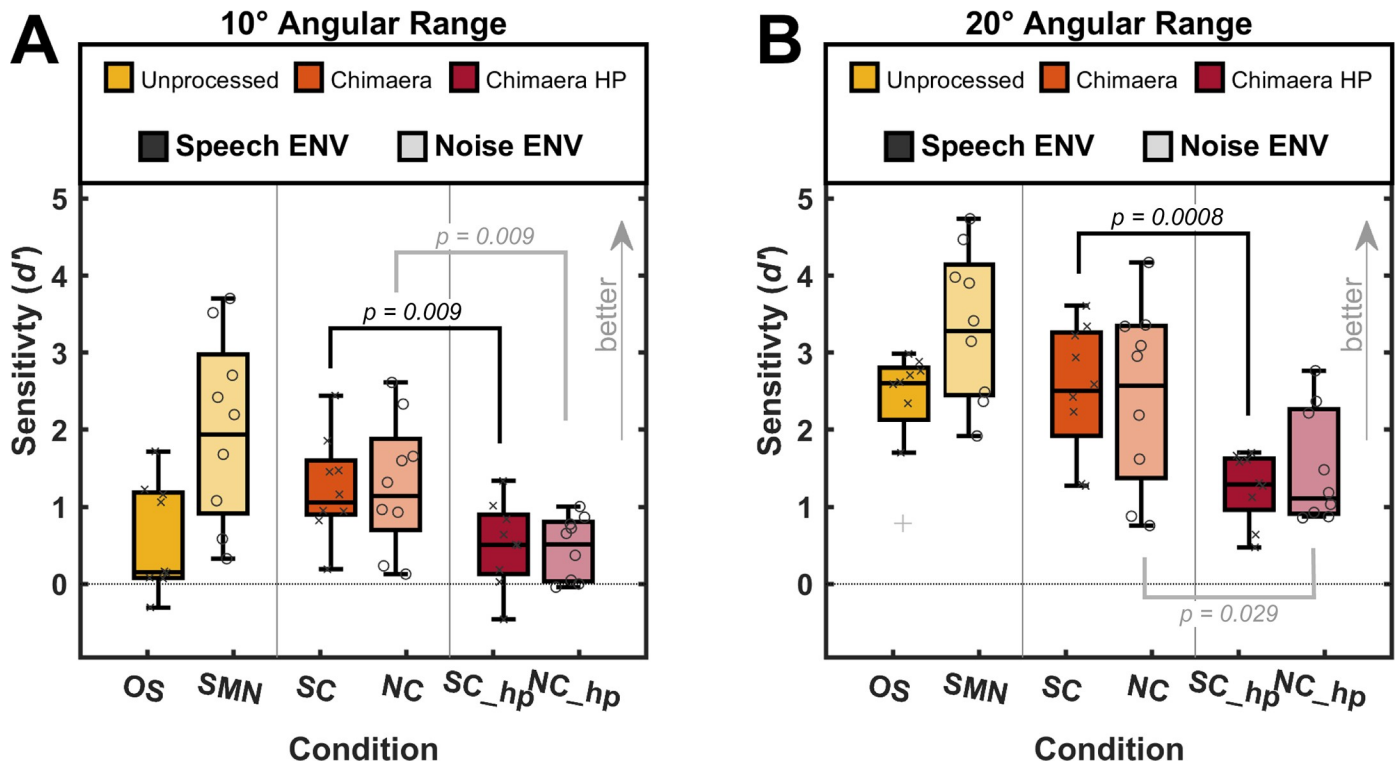 A
10° Angular Range
Unprocessed Chimaera Chimaera HP
Speech ENV Noise ENV
5
4
3
2
1
0
Sensitivty (d')
p = 0.009
p = 0.009
better
OS SMN SC NC SC_hp NC_hp
Condition
B
20° Angular Range
Unprocessed Chimaera Chimaera HP
Speech ENV Noise ENV
5
4
3
2
1
0
Sensitivty (d')
p = 0.0008
better
p = 0.029
OS SMN SC NC SC_hp NC_hp
Condition